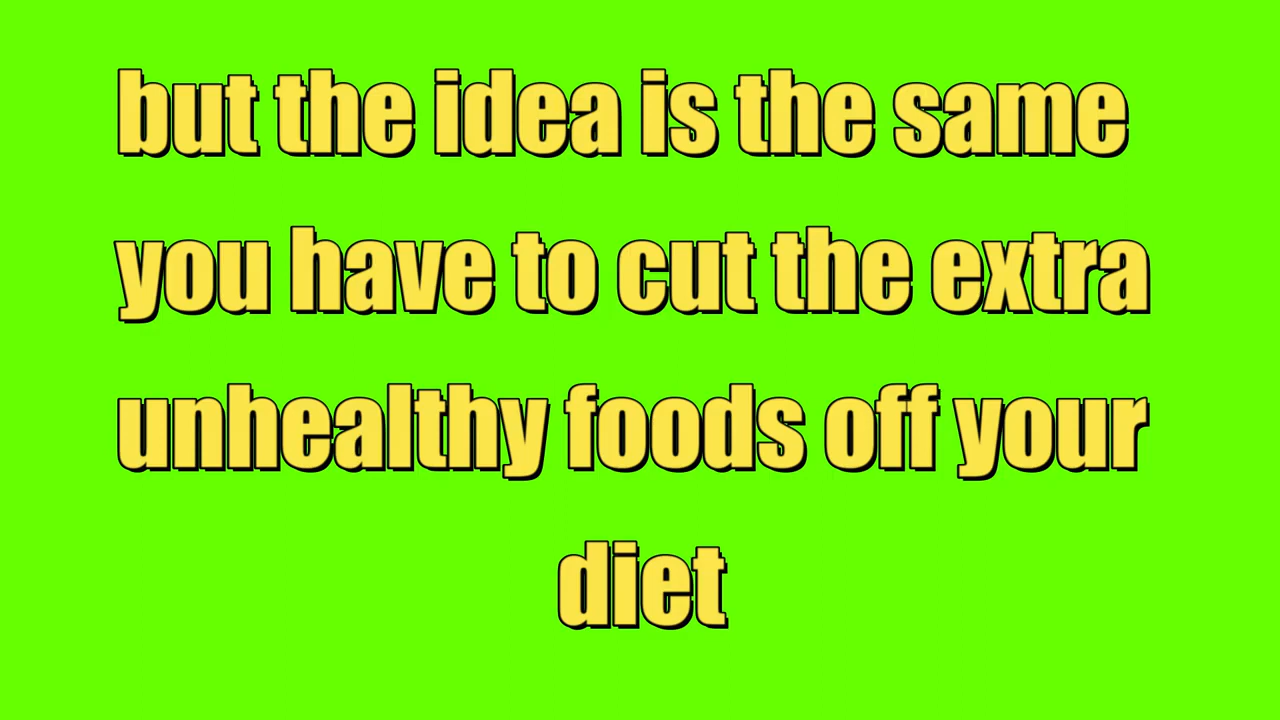 but the idea is the same
you have to cut the extra
unhealthy foods off your
diet